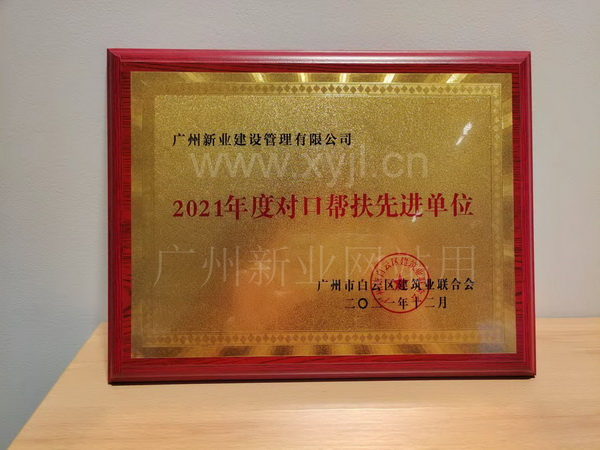 广州新业建设管理有限公司
www.xyjl.cn
2021年度对口帮扶先进单位
广州新业网站用
广州市白云区建筑业联合会
二〇二一年十二月